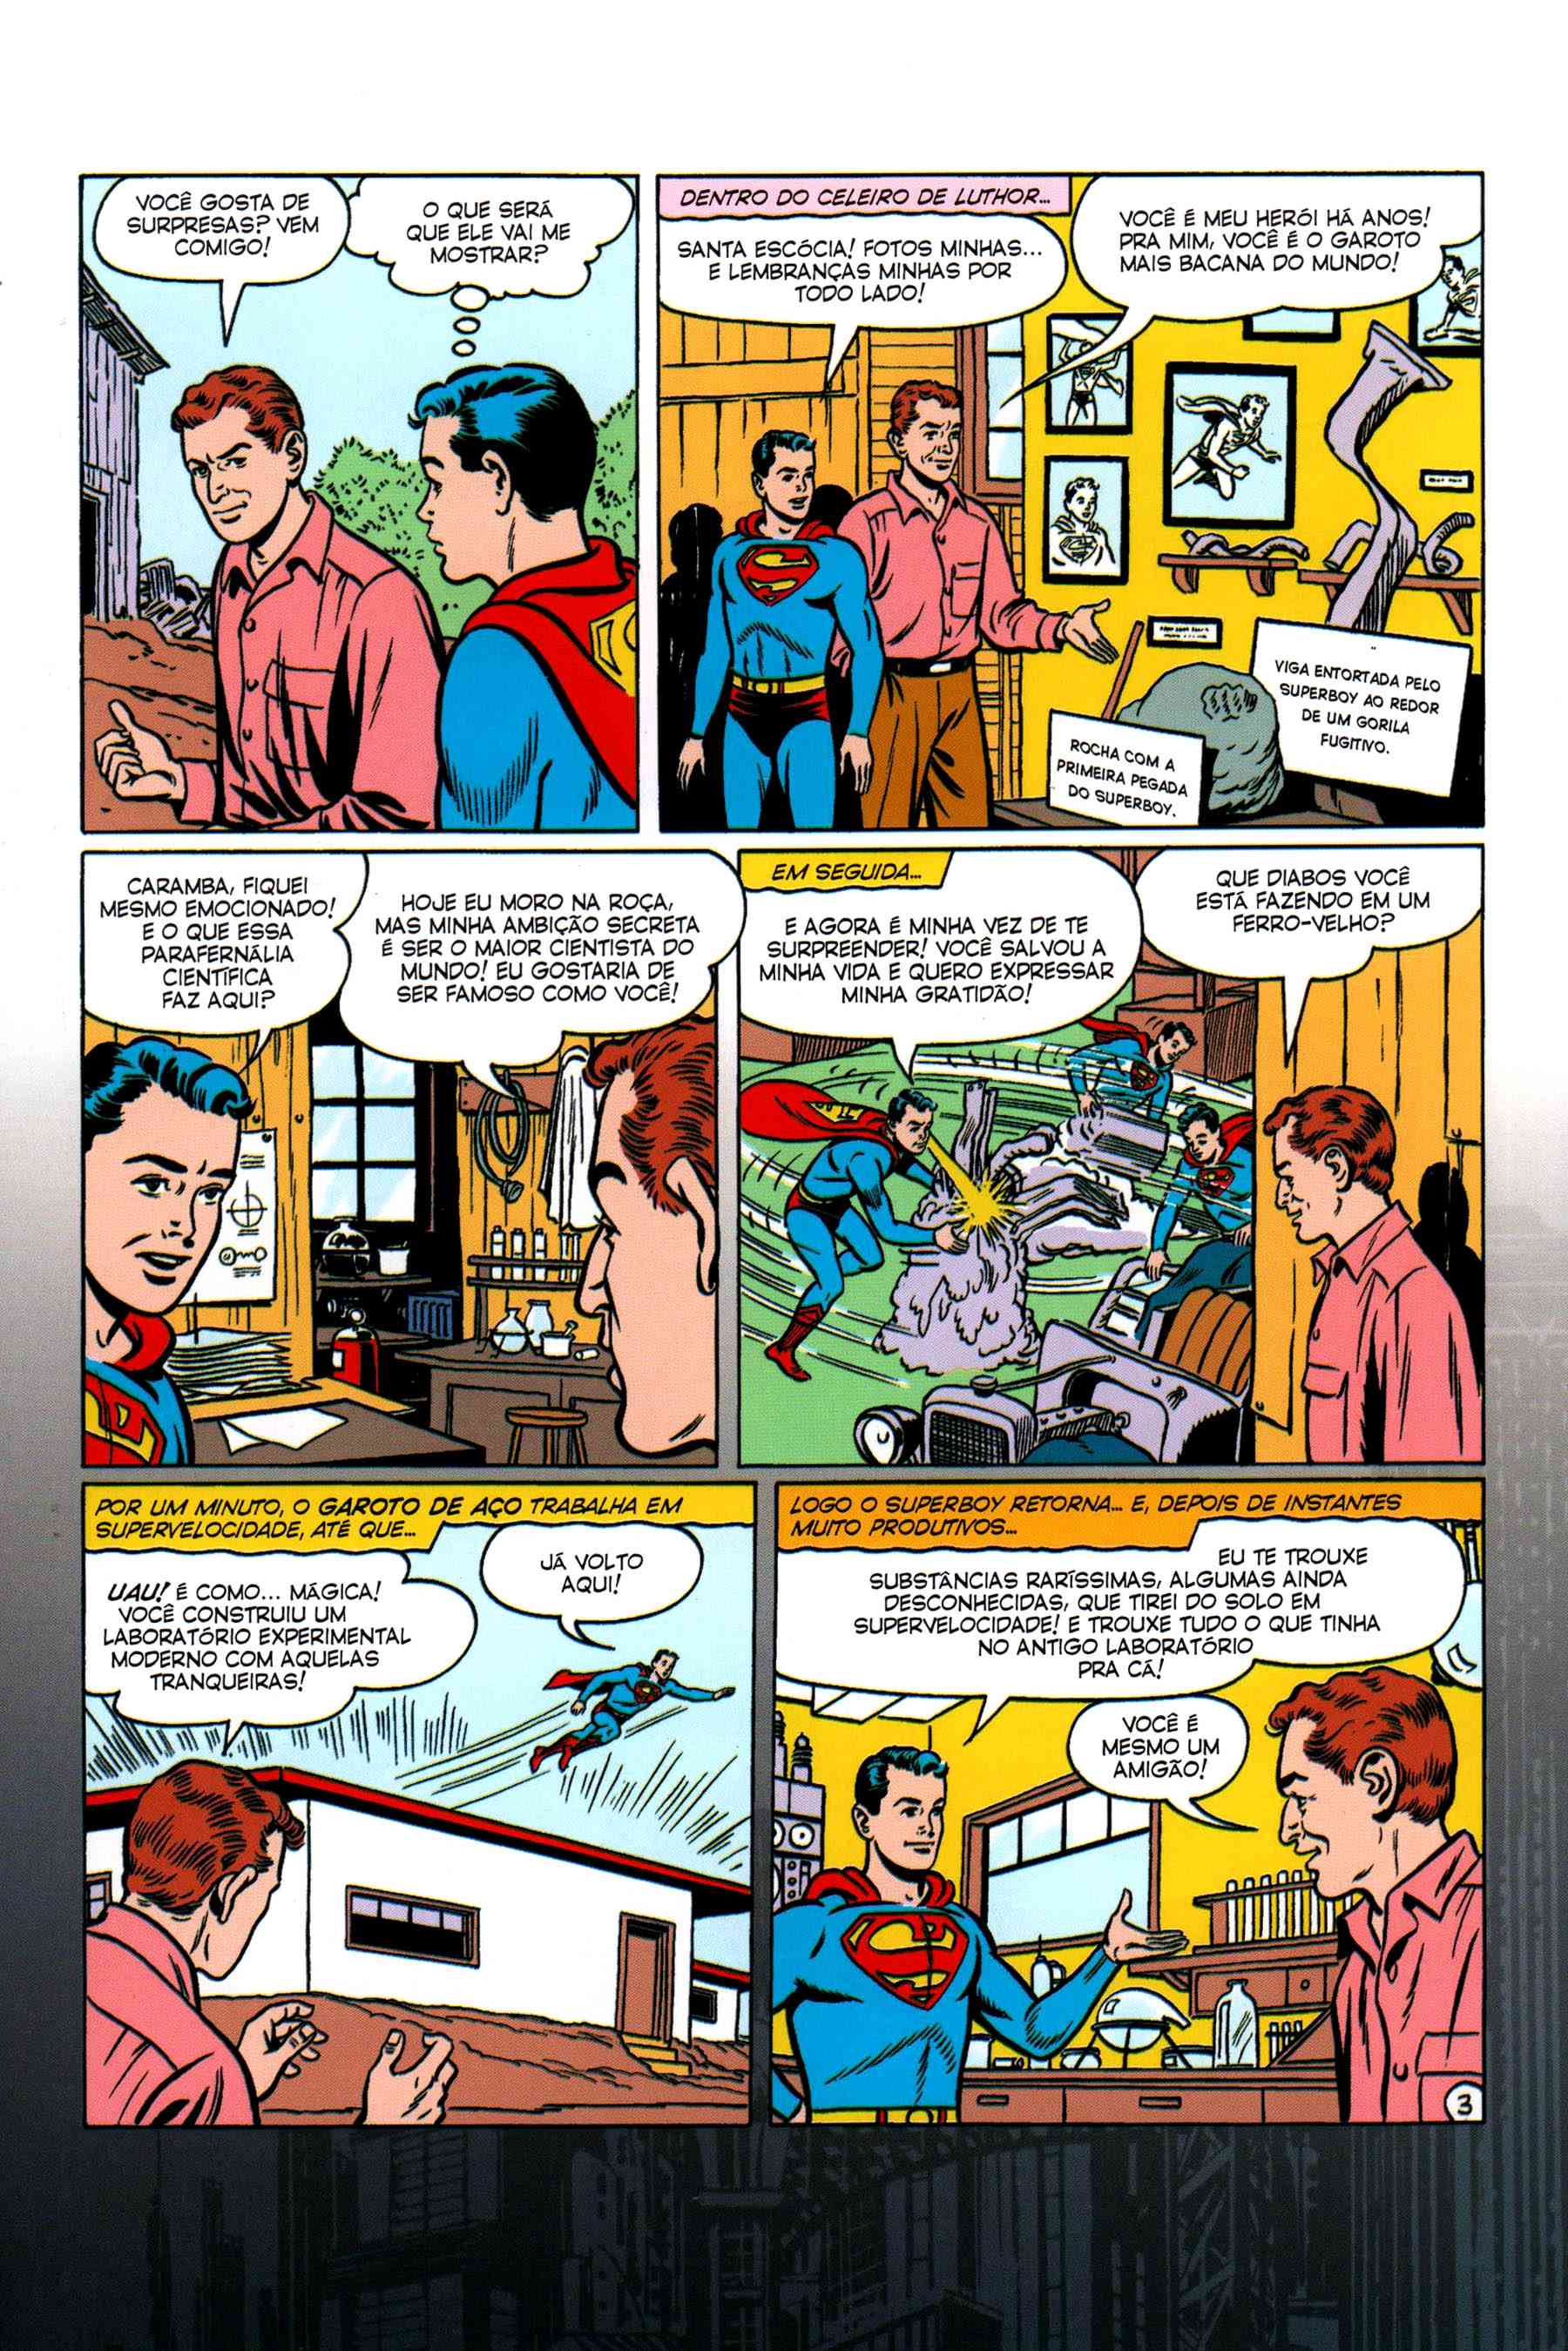 VOCÊ GOSTA DE
SURPRESAS? VEM
COMIGO!
O QUE SERÁ
QUE ELE VAI ME
MOSTRAR?
DENTRO DO CELEIRO DE LUTHOR...
SANTA ESCÓCIA! FOTOS MINHAS...
E LEMBRANÇAS MINHAS POR
TODO LADO!
VOCÊ É MEU HERÓI HÁ ANOS!
PRA MIM, VOCÊ É O GAROTO
MAIS BACANA DO MUNDO!
ROCHA COM A
PRIMEIRA PEGADA
DO SUPERBOY.
VIGA ENTORTADA PELO
SUPERBOY AO REDOR
DE UM GORILA
FUGITIVO.
CARAMBA, FIQUEI
MESMO EMOCIONADO!
E O QUE ESSA
PARAFERNÁLIA
CIENTÍFICA
FAZ AQUI?
HOJE EU MORO NA ROÇA,
MAS MINHA AMBIÇÃO SECRETA
É SER O MAIOR CIENTISTA DO
MUNDO! EU GOSTARIA DE
SER FAMOSO COMO VOCÊ!
EM SEGUIDA...
E AGORA É MINHA VEZ DE TE
SURPREENDER! VOCÊ SALVOU A
MINHA VIDA E QUERO EXPRESSAR
MINHA GRATIDÃO!
QUE DIABOS VOCÊ
ESTÁ FAZENDO EM UM
FERRO-VELHO?
POR UM MINUTO, O GAROTO DE AÇO TRABALHA EM
SUPERVELOCIDADE, ATÉ QUE...
UAU! É COMO... MÁGICA!
VOCÊ CONSTRUIU UM
LABORATÓRIO EXPERIMENTAL
MODERNO COM AQUELAS
TRANQUEIRAS!
JÁ VOLTO
AQUI!
LOGO O SUPERBOY RETORNA... E, DEPOIS DE INSTANTES
MUITO PRODUTIVOS...
EU TE TROUXE
SUBSTÂNCIAS RARÍSSIMAS, ALGUMAS AINDA
DESCONHECIDAS, QUE TIREI DO SOLO EM
SUPERVELOCIDADE! E TROUXE TUDO O QUE TINHA
NO ANTIGO LABORATÓRIO
PRA CÁ!
VOCÊ É
MESMO UM
AMIGÃO!
3